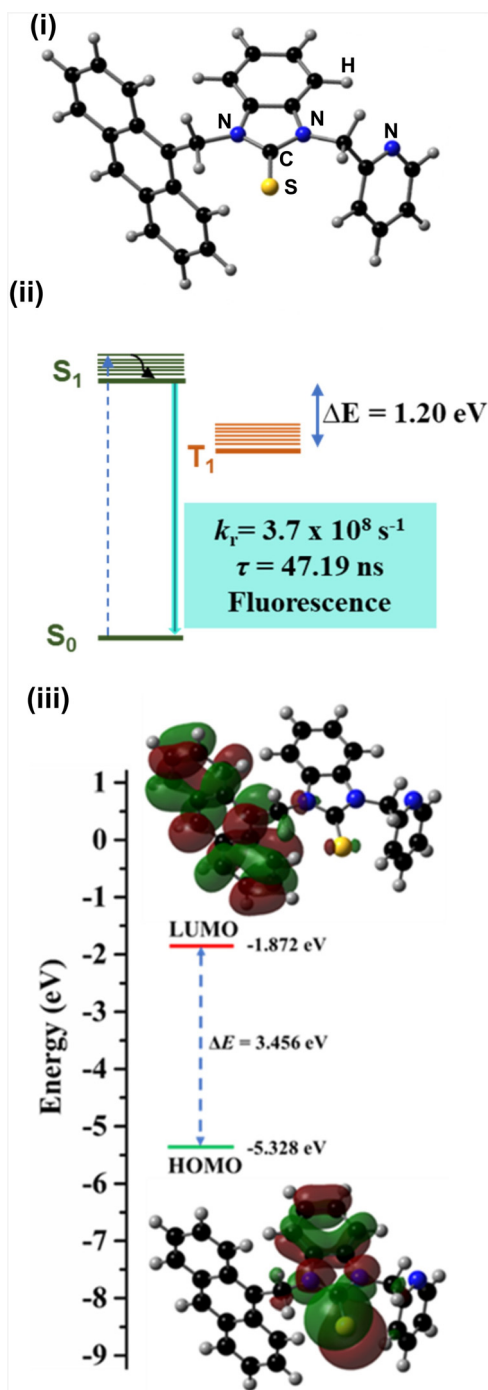 (i)
H
N
N
N
C
S
(ii)
S₁
ΔE = 1.20 eV
T₁
kᵣ= 3.7 x 10⁸ s⁻¹
τ = 47.19 ns
Fluorescence
S₀
(iii)
1
0
-1
LUMO
-1.872 eV
-2
Energy (eV)
-3
ΔE = 3.456 eV
-4
-5
-5.328 eV
HOMO
-6
-7
-8
-9